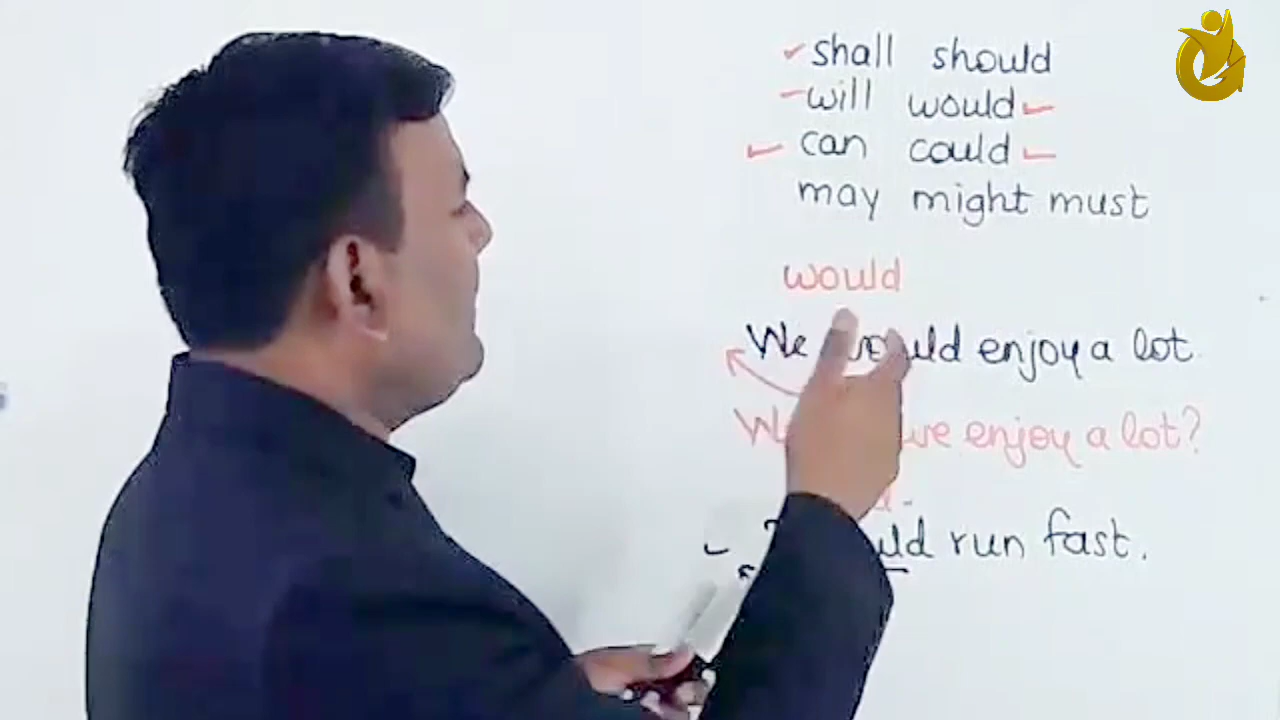 shall should
will would
can could
may might must
would
We would enjoy a lot.
we enjoy a lot?
run fast.